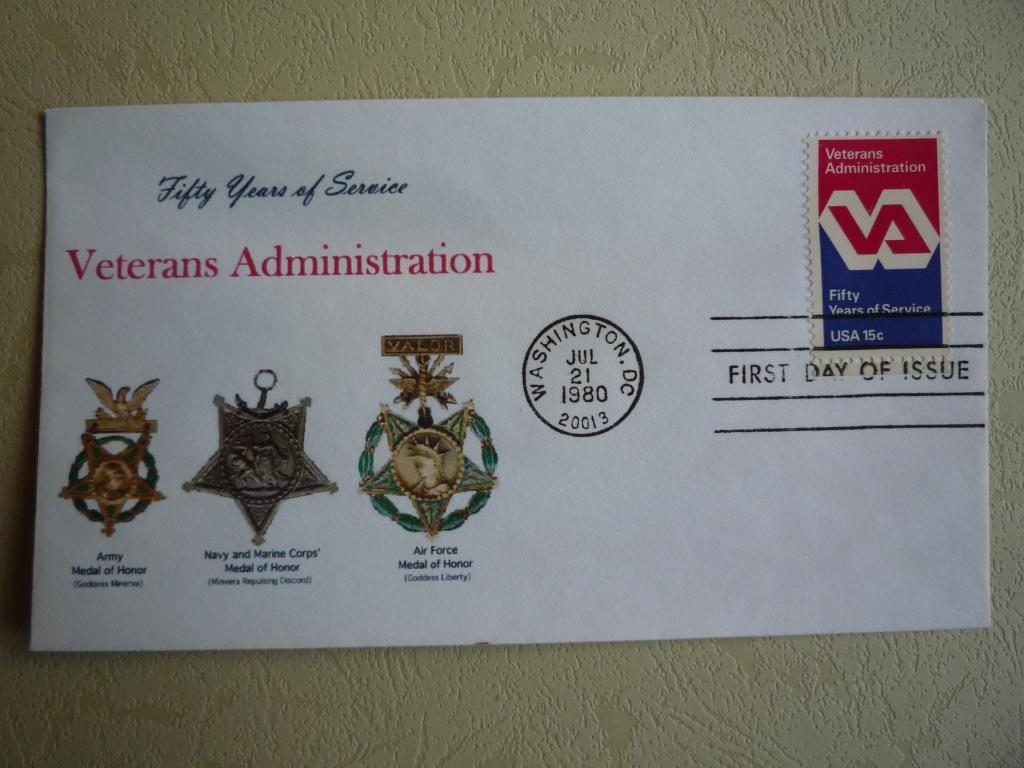 Fifty Years of Service
Veterans Administration
VALOR
Army
Medal of Honor
(Goddess Minerva)
Navy and Marine Corps'
Medal of Honor
(Minvera Repulsing Discord)
Air Force
Medal of Honor
(Goddess Liberty)
WASHINGTON, DC
JUL
21
1980
20013
Veterans
Administration
VA
Fifty
Years of Service
USA 15c
FIRST DAY OF ISSUE